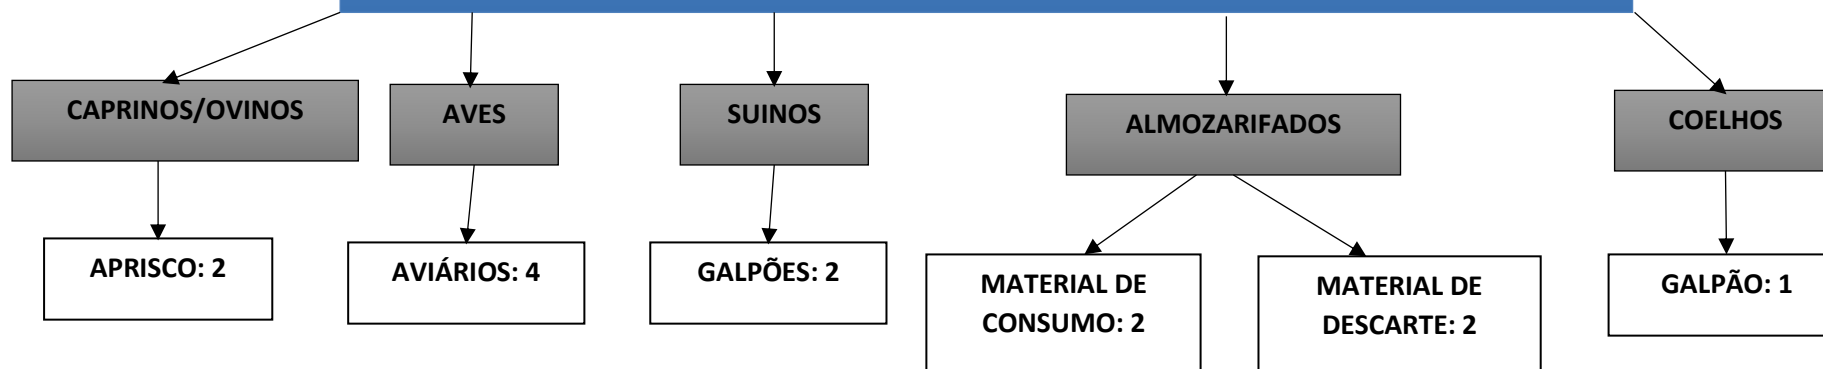 CAPRINOS/OVINOS
AVES
SUINOS
ALMOZARIFADOS
COELHOS
APRISCO: 2
AVIÁRIOS: 4
GALPÕES: 2
MATERIAL DE
CONSUMO: 2
MATERIAL DE
DESCARTE: 2
GALPÃO: 1